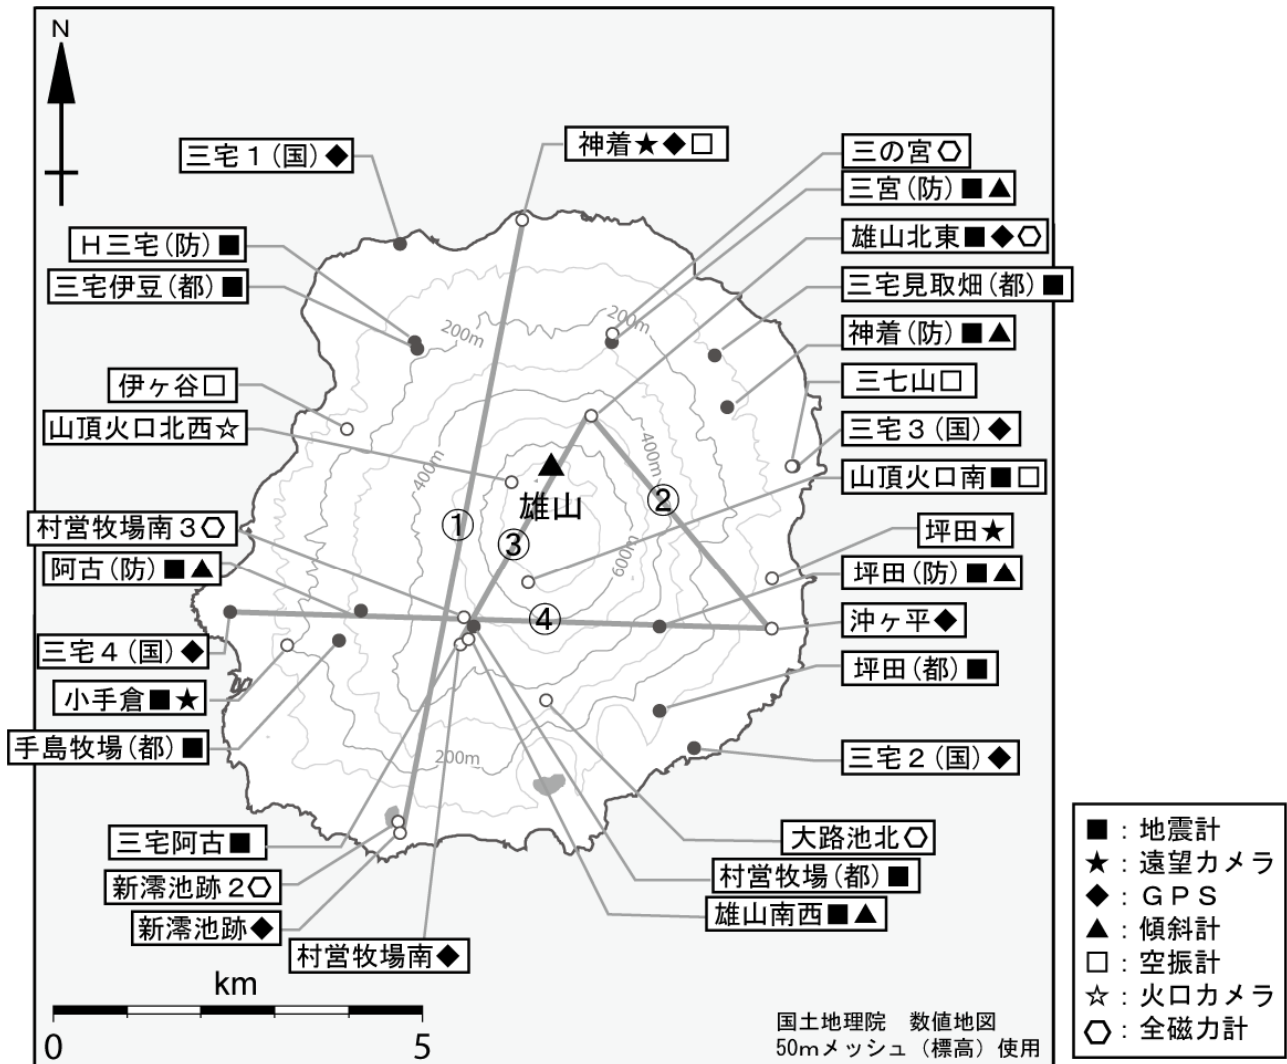 N
三宅1(国)◆
神着★◆□
三の宮⬡
三宮(防)■▲
H三宅(防)■
雄山北東■◆⬡
三宅伊豆(都)■
三宅見取畑(都)■
200m
200m
神着(防)■▲
伊ヶ谷□
三七山□
山頂火口北西☆
三宅3(国)◆
400m
400m
山頂火口南■□
雄山
②
村営牧場南3⬡
①
③
坪田★
600m
阿古(防)■▲
坪田(防)■▲
④
沖ヶ平◆
三宅4(国)◆
坪田(都)■
小手倉■★
手島牧場(都)■
三宅2(国)◆
200m
三宅阿古■
大路池北⬡
新澪池跡2⬡
村営牧場(都)■
新澪池跡◆
雄山南西■▲
村営牧場南◆
km
0
5
国土地理院 数値地図
50mメッシュ(標高)使用
■:地震計
★:遠望カメラ
◆:GPS
▲:傾斜計
□:空振計
☆:火口カメラ
⬡:全磁力計